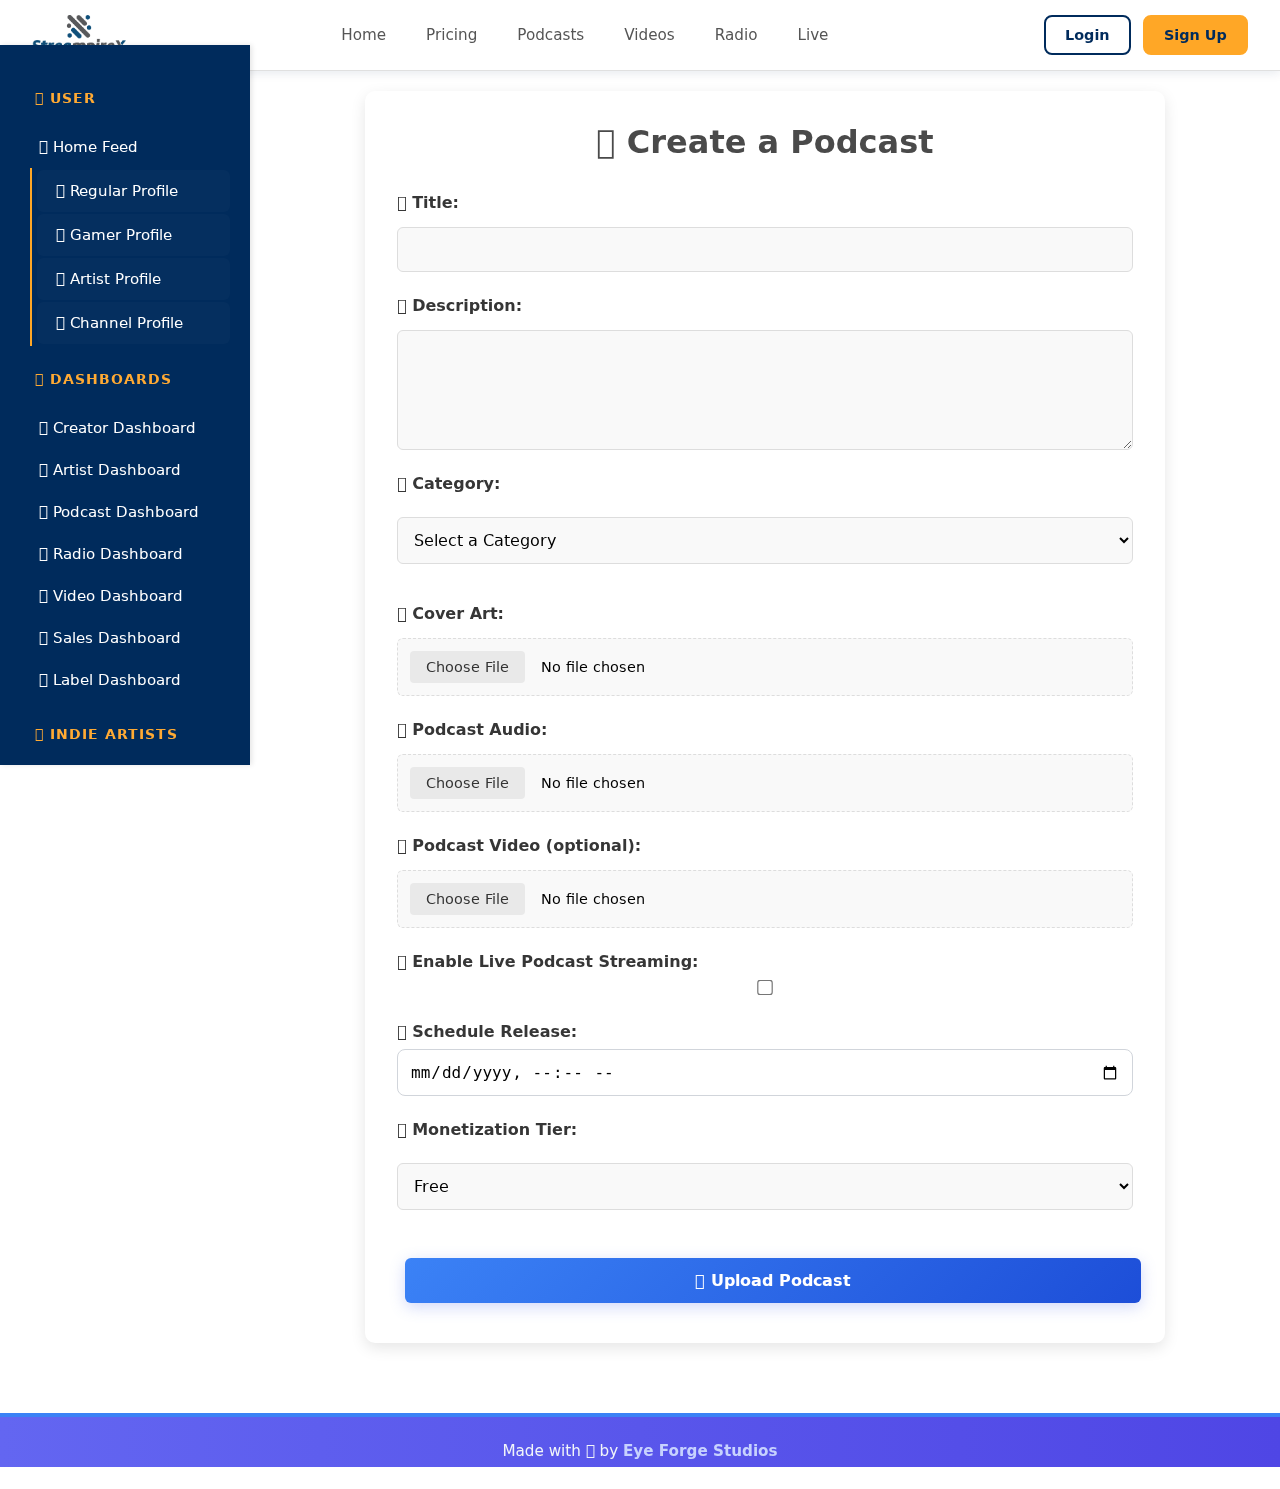 StreampireX
Home Pricing Podcasts Videos Radio Live
Login Sign Up
USER
Home Feed
Regular Profile
Gamer Profile
Artist Profile
Channel Profile
DASHBOARDS
Creator Dashboard
Artist Dashboard
Podcast Dashboard
Radio Dashboard
Video Dashboard
Sales Dashboard
Label Dashboard
INDIE ARTISTS
Create a Podcast
Title:
Description:
Category:
Select a Category
Cover Art:
Choose File No file chosen
Podcast Audio:
Choose File No file chosen
Podcast Video (optional):
Choose File No file chosen
Enable Live Podcast Streaming:
Schedule Release:
mm/dd/yyyy, --:-- --
Monetization Tier:
Free
Upload Podcast
Made with by Eye Forge Studios